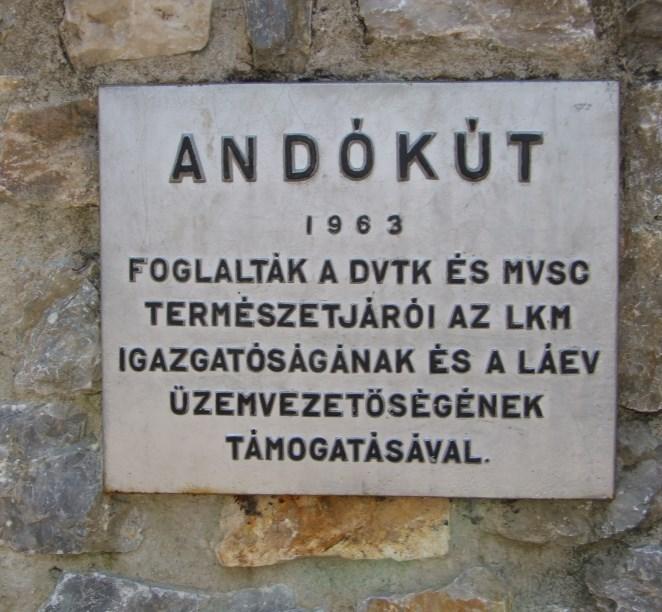 ANDÓKÚT
1963
FOGLALTÁK A DVTK ÉS MVSC
TERMÉSZETJÁRÓI AZ LKM
IGAZGATÓSÁGÁNAK ÉS A LÁEV
ÜZEMVEZETŐSÉGÉNEK
TÁMOGATÁSÁVAL.